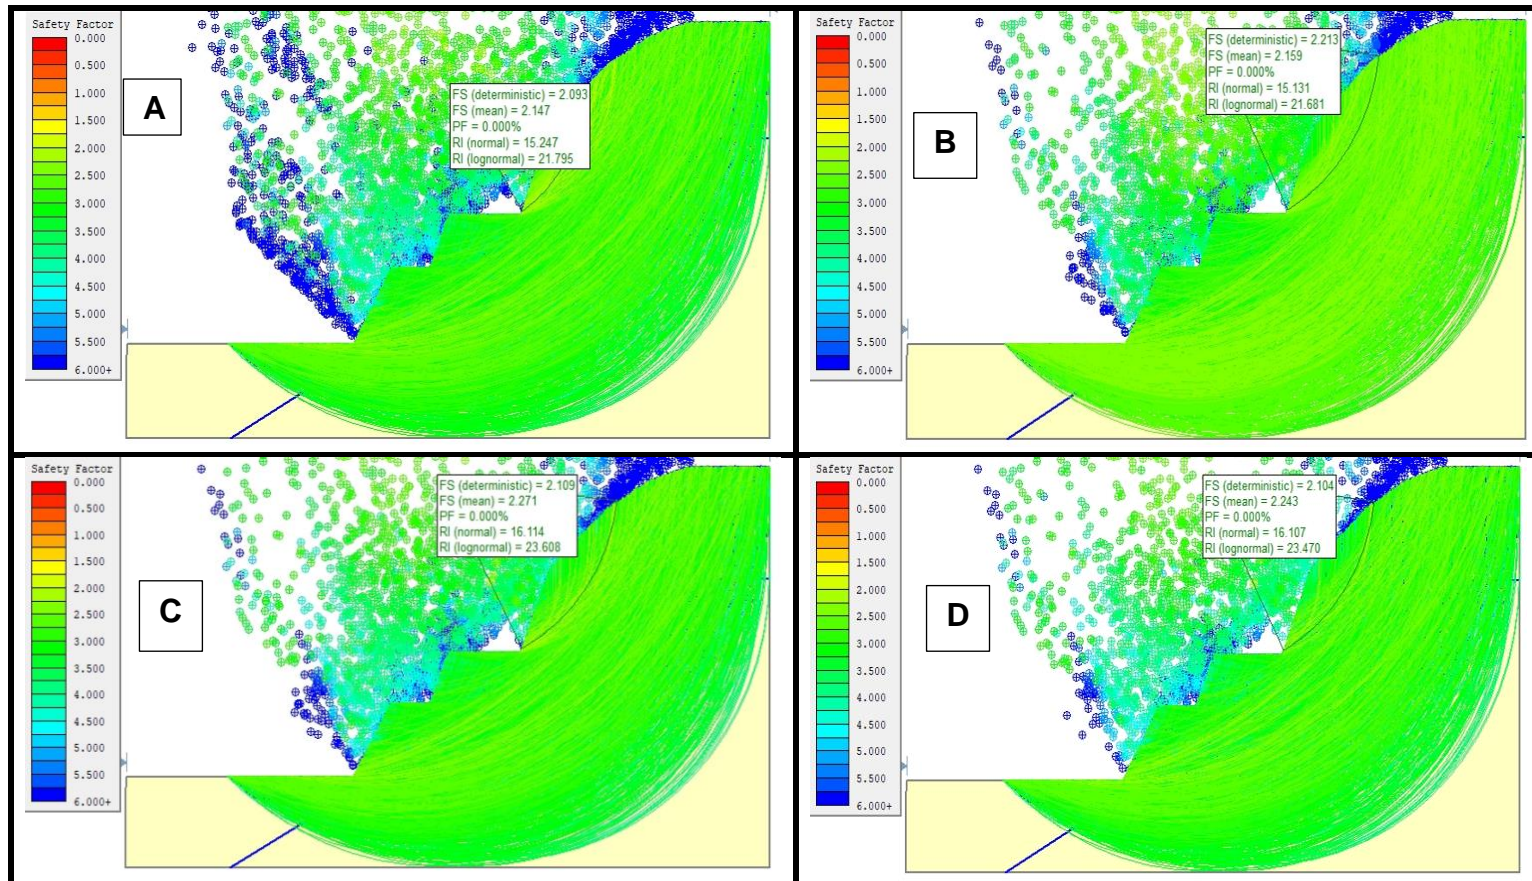 Safety Factor
0.000
0.500
1.000
1.500
2.000
2.500
3.000
3.500
4.000
4.500
5.000
5.500
6.000+
A
FS (deterministic) = 2.093
FS (mean) = 2.147
PF = 0.000%
RI (normal) = 15.247
RI (lognormal) = 21.795
Safety Factor
0.000
0.500
1.000
1.500
2.000
2.500
3.000
3.500
4.000
4.500
5.000
5.500
6.000+
B
FS (deterministic) = 2.213
FS (mean) = 2.159
PF = 0.000%
RI (normal) = 15.131
RI (lognormal) = 21.681
Safety Factor
0.000
0.500
1.000
1.500
2.000
2.500
3.000
3.500
4.000
4.500
5.000
5.500
6.000+
C
FS (deterministic) = 2.109
FS (mean) = 2.271
PF = 0.000%
RI (normal) = 16.114
RI (lognormal) = 23.608
Safety Factor
0.000
0.500
1.000
1.500
2.000
2.500
3.000
3.500
4.000
4.500
5.000
5.500
6.000+
D
FS (deterministic) = 2.104
FS (mean) = 2.243
PF = 0.000%
RI (normal) = 16.107
RI (lognormal) = 23.470